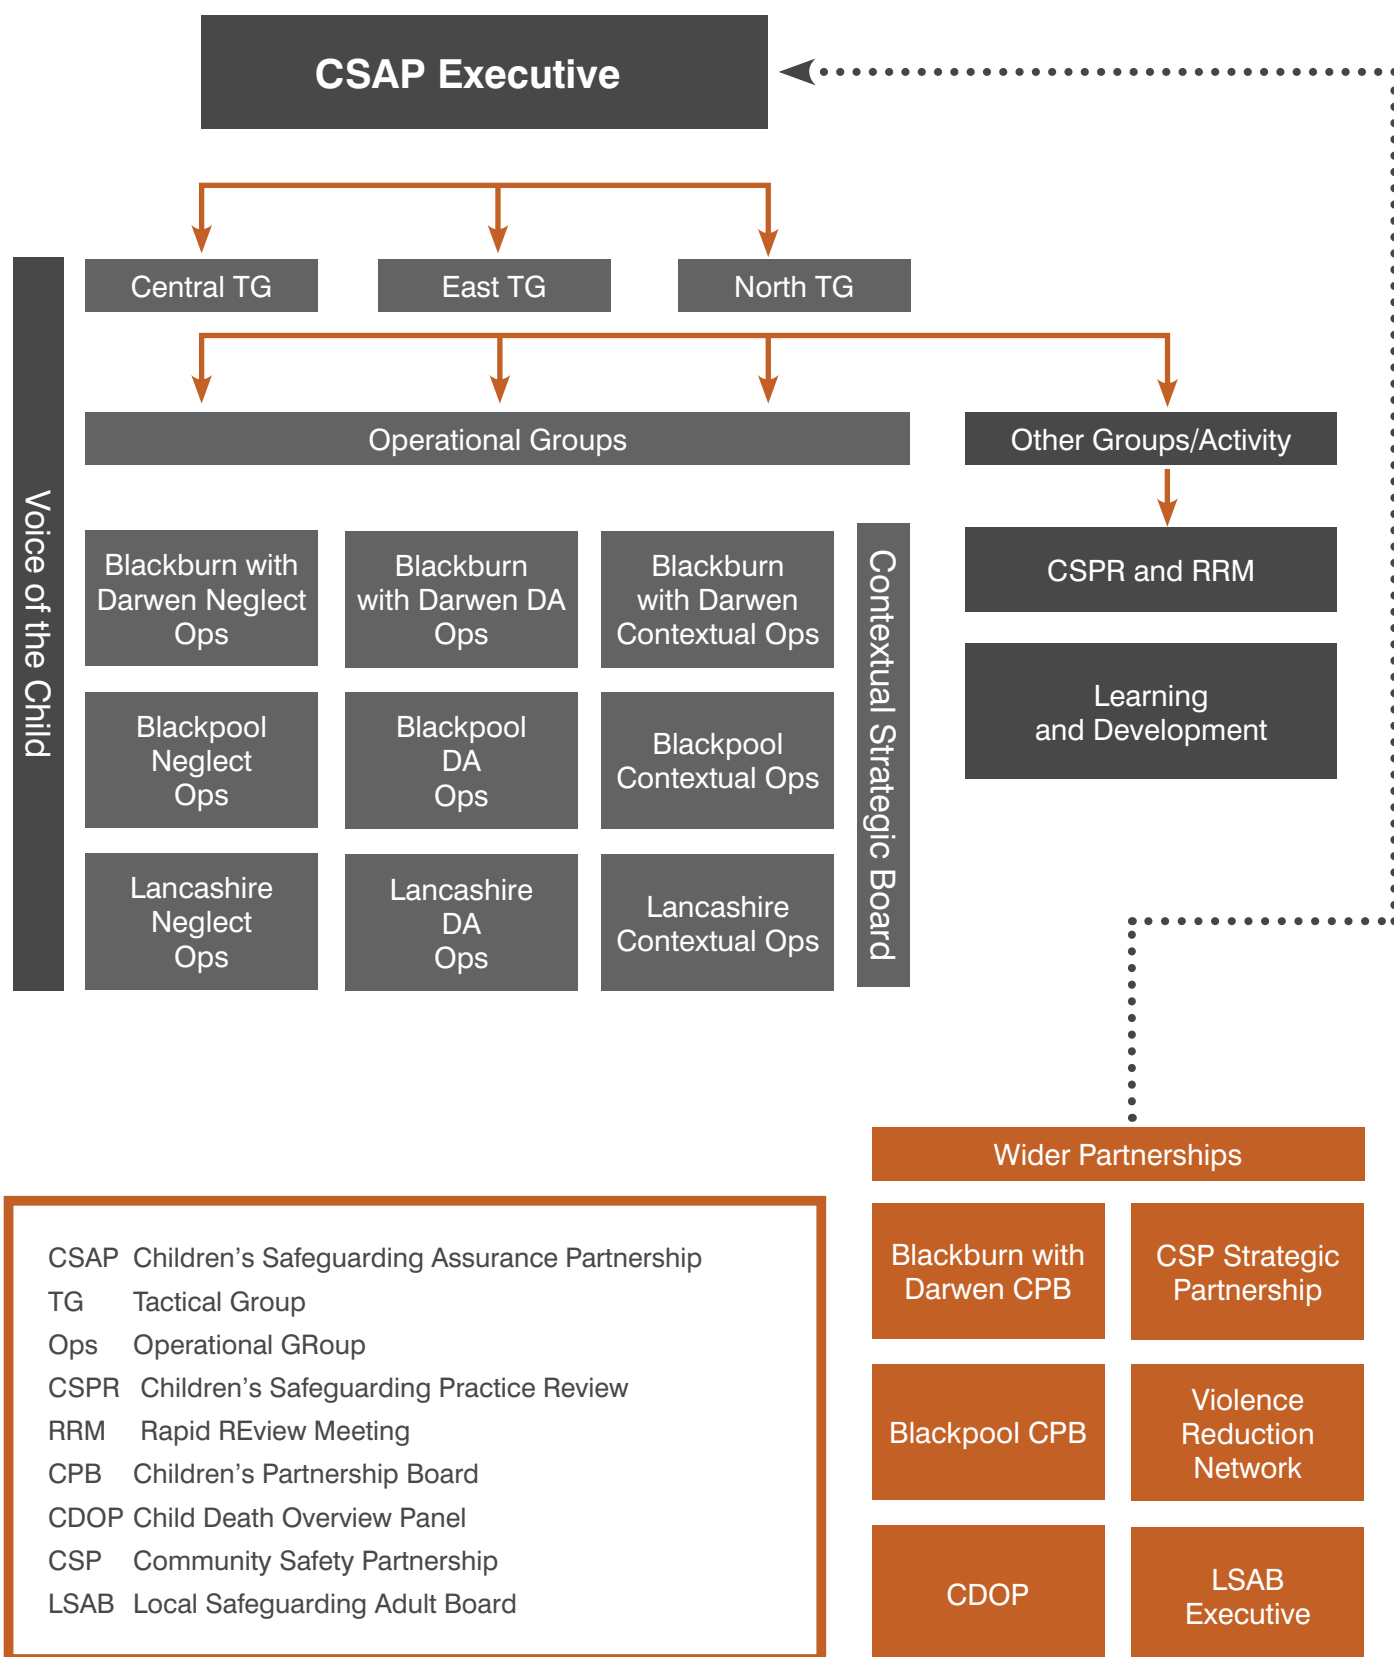 CSAP Executive
Central TG
East TG
North TG
Operational Groups
Other Groups/Activity
Voice of the Child
Blackburn with
Darwen Neglect
Ops
Blackburn
with Darwen DA
Ops
Blackburn
with Darwen
Contextual Ops
Contextual Strategic Board
CSPR and RRM
Learning
and Development
Blackpool
Neglect
Ops
Blackpool
DA
Ops
Blackpool
Contextual Ops
Lancashire
Neglect
Ops
Lancashire
DA
Ops
Lancashire
Contextual Ops
Wider Partnerships
Blackburn with
Darwen CPB
CSP Strategic
Partnership
Blackpool CPB
Violence
Reduction
Network
CDOP
LSAB
Executive
CSAP Children’s Safeguarding Assurance Partnership
TG Tactical Group
Ops Operational GRoup
CSPR Children’s Safeguarding Practice Review
RRM Rapid REview Meeting
CPB Children’s Partnership Board
CDOP Child Death Overview Panel
CSP Community Safety Partnership
LSAB Local Safeguarding Adult Board